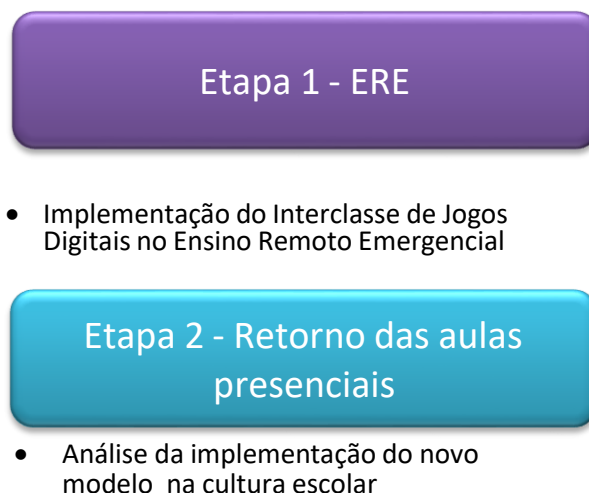 Etapa 1 - ERE
• Implementação do Interclasse de Jogos
Digitais no Ensino Remoto Emergencial
Etapa 2 - Retorno das aulas
presenciais
• Análise da implementação do novo
modelo  na cultura escolar